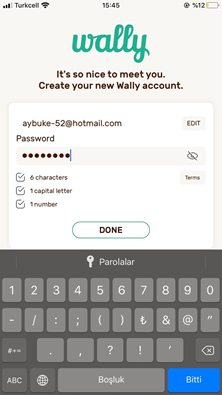 Turkcell 15:45 %12
wally
It's so nice to meet you.
Create your new Wally account.
aybuke-52@hotmail.com EDIT
Password
●●●●●●●●
6 characters Terms
1 capital letter
1 number
DONE
Parolalar
1 2 3 4 5 6 7 8 9 0
- / : ; ( ) ₺ & @ "
#+= . , ? ! ' 
ABC Boşluk Bitti